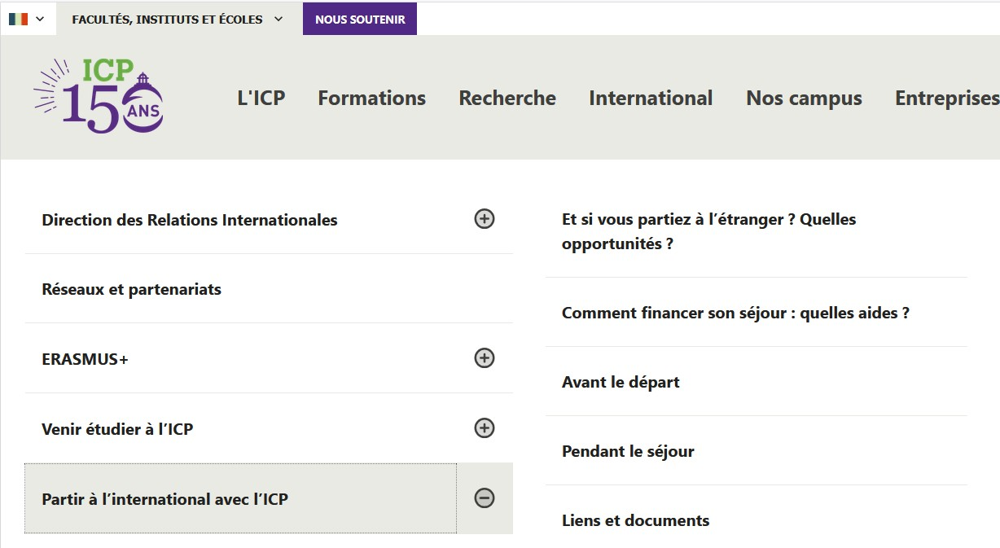 FACULTÉS, INSTITUTS ET ÉCOLES
NOUS SOUTENIR
ICP
150
ANS
L'ICP
Formations
Recherche
International
Nos campus
Entreprises
Direction des Relations Internationales
Réseaux et partenariats
ERASMUS+
Venir étudier à l’ICP
Partir à l’international avec l’ICP
Et si vous partiez à l’étranger ? Quelles
opportunités ?
Comment financer son séjour : quelles aides ?
Avant le départ
Pendant le séjour
Liens et documents